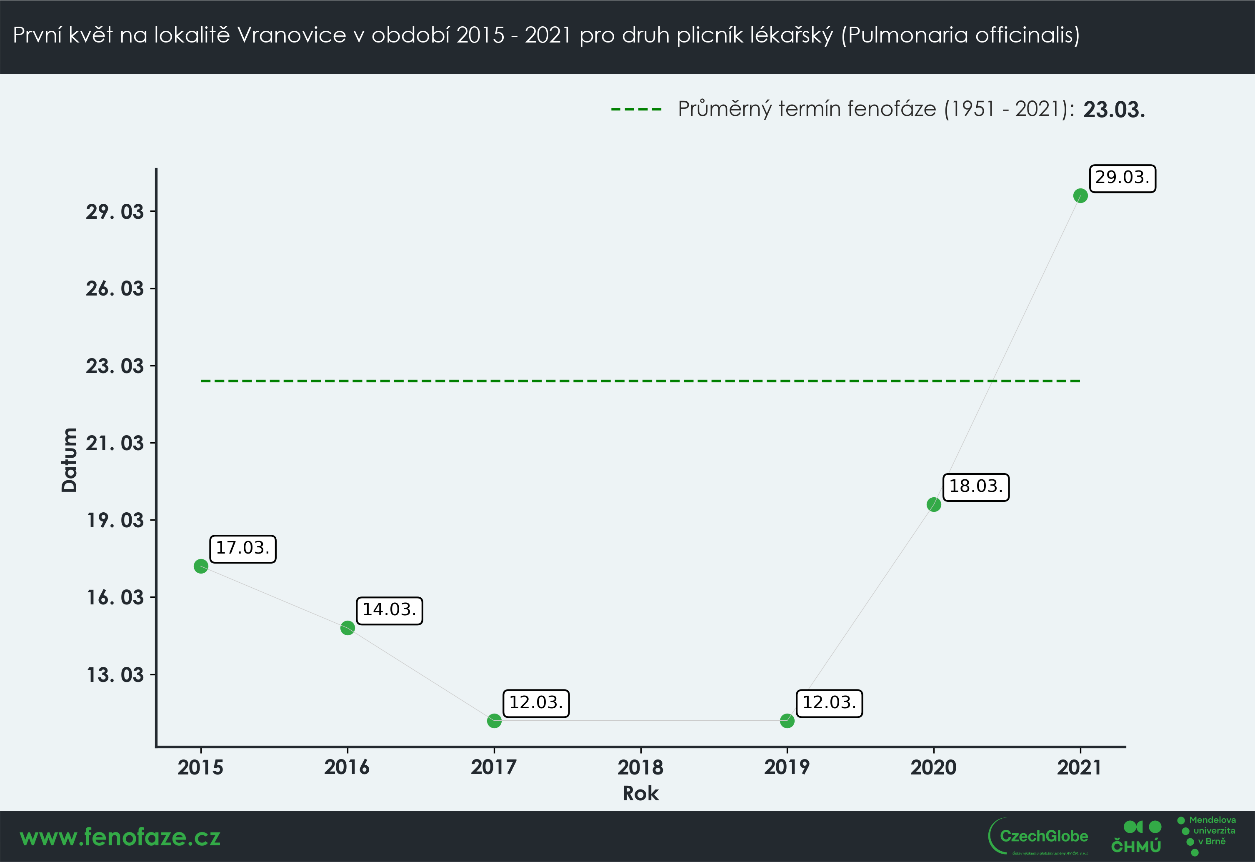 První květ na lokalitě Vranovice v období 2015 - 2021 pro druh plicník lékařský (Pulmonaria officinalis)
Průměrný termín fenofáze (1951 - 2021): 23.03.
29.03.
29. 03
26. 03
23. 03
21. 03
18.03.
19. 03
17.03.
16. 03
14.03.
13. 03
12.03.
12.03.
Datum
2015 2016 2017 2018 2019 2020 2021
Rok
www.fenofaze.cz
CzechGlobe
ČHMÚ
Mendelova
univerzita
v Brně